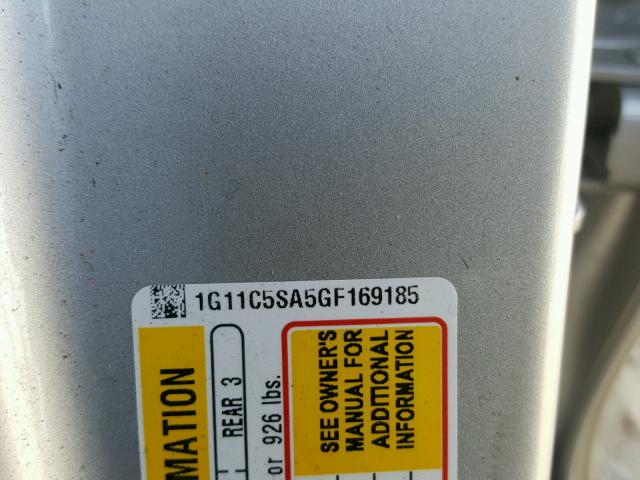 1G11C5SA5GF169185
MATION
REAR 3
or 926 lbs.
SEE OWNER'S
MANUAL FOR
ADDITIONAL
INFORMATION